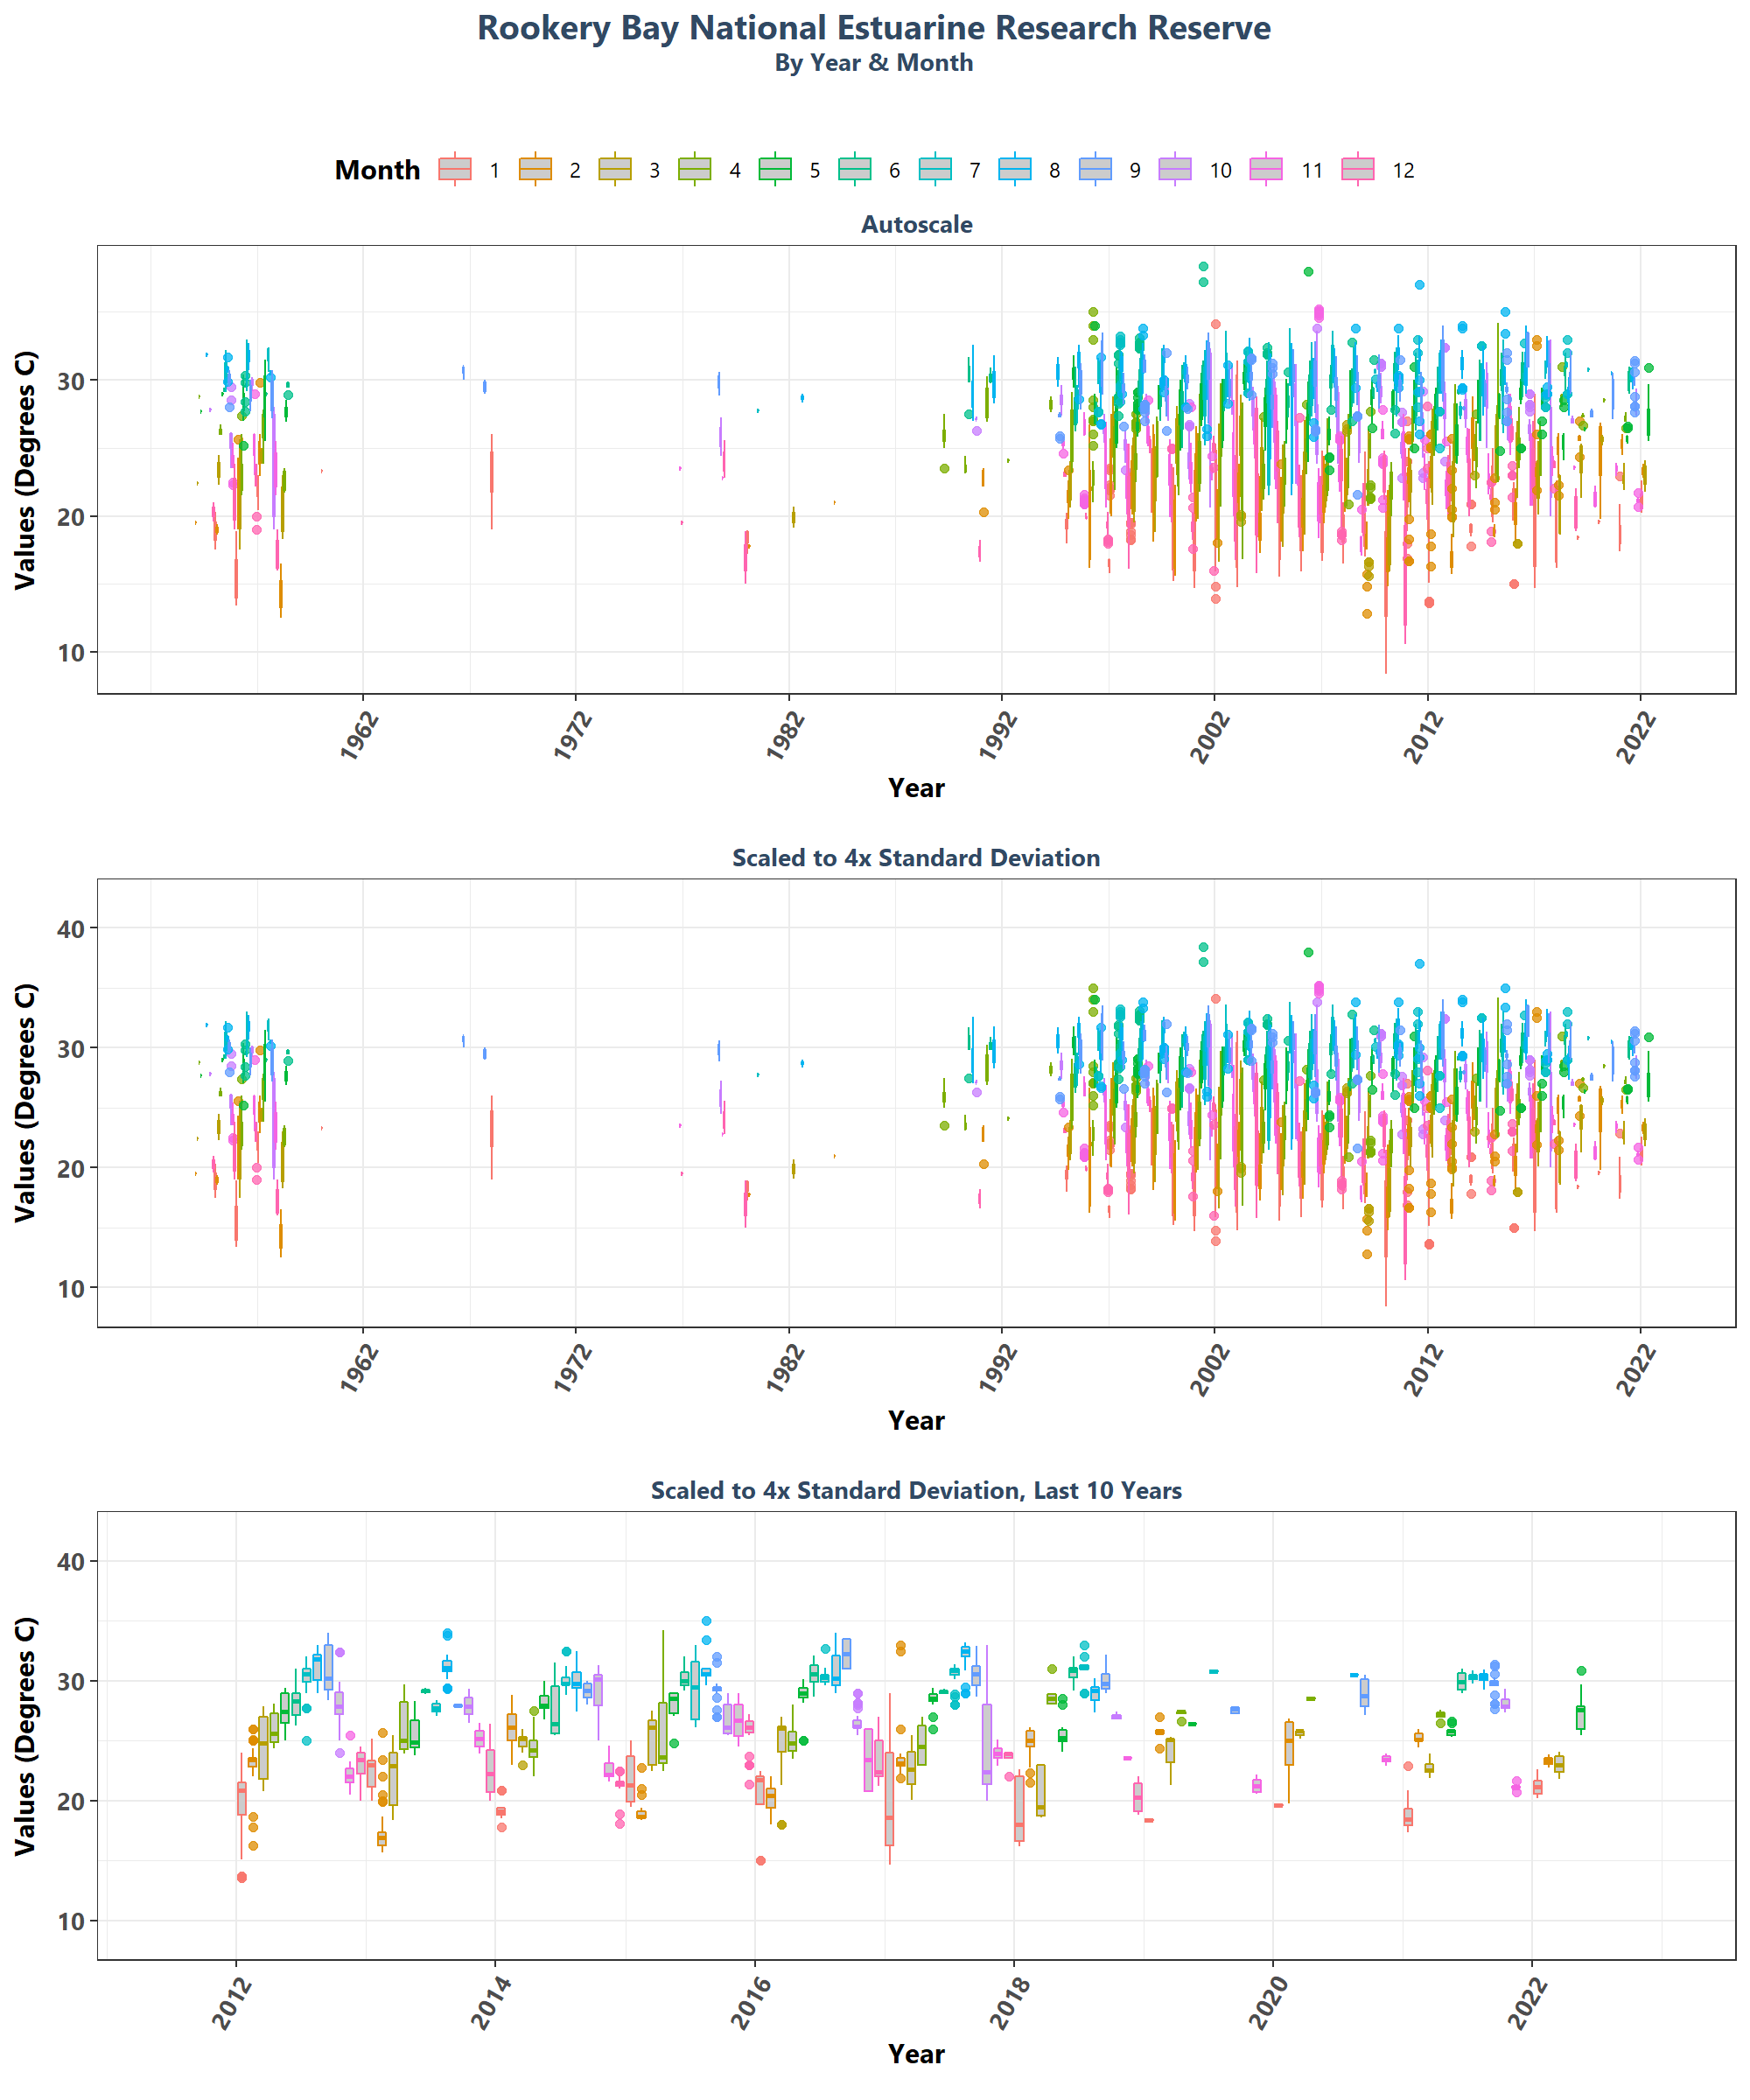 Rookery Bay National Estuarine Research Reserve
By Year & Month
Month 1 2 3 4 5 6 7 8 9 10 11 12
Autoscale
Values (Degrees C)
30
20
10
1962 1972 1982 1992 2002 2012 2022
Year
Scaled to 4x Standard Deviation
Values (Degrees C)
40
30
20
10
1962 1972 1982 1992 2002 2012 2022
Year
Scaled to 4x Standard Deviation, Last 10 Years
Values (Degrees C)
40
30
20
10
2012 2014 2016 2018 2020 2022
Year